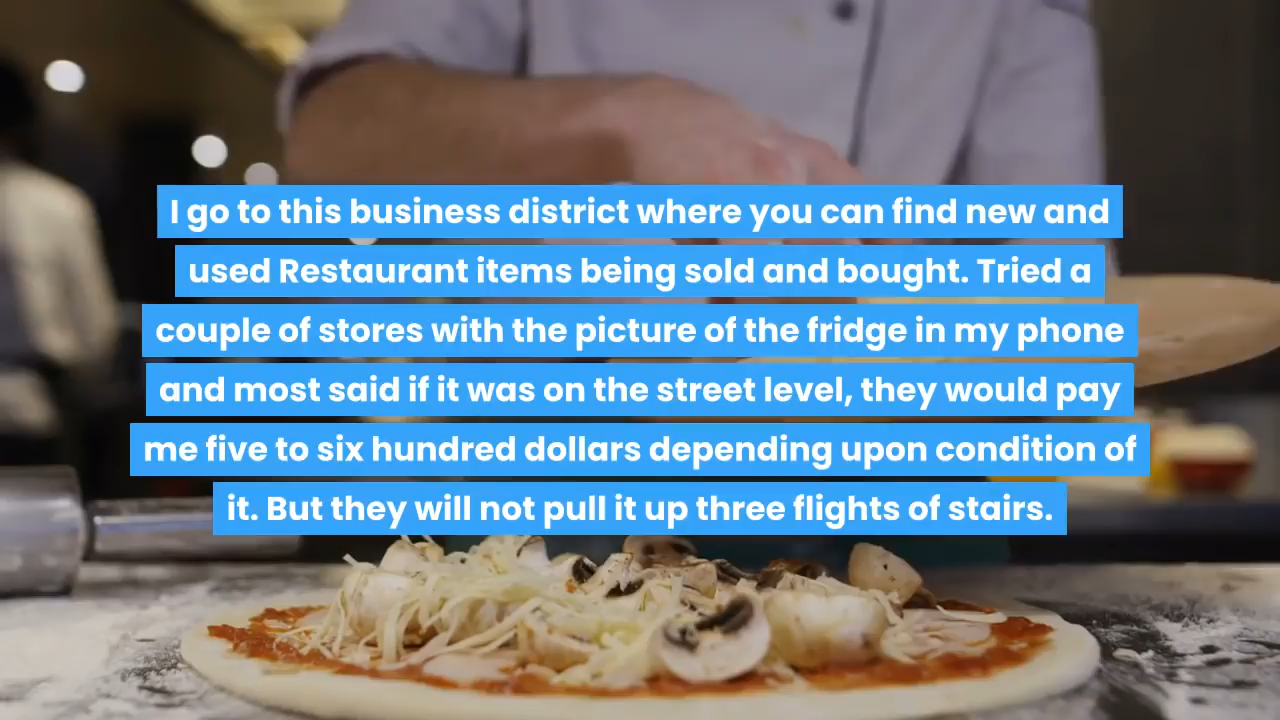 I go to this business district where you can find new and
used Restaurant items being sold and bought. Tried a
couple of stores with the picture of the fridge in my phone
and most said if it was on the street level, they would pay
me five to six hundred dollars depending upon condition of
it. But they will not pull it up three flights of stairs.